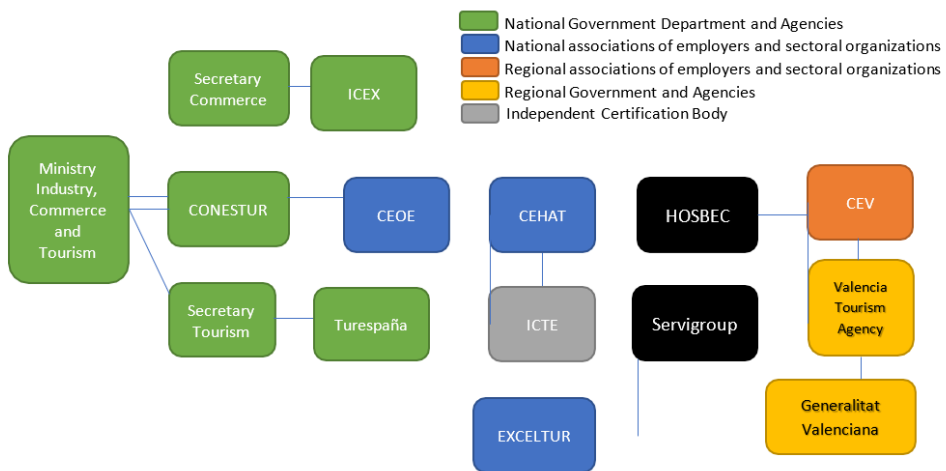 National Government Department and Agencies
National associations of employers and sectoral organizations
Regional associations of employers and sectoral organizations
Regional Government and Agencies
Independent Certification Body
Secretary
Commerce
ICEX
Ministry
Industry,
Commerce
and
Tourism
CONESTUR
CEOE
CEHAT
HOSBEC
CEV
Secretary
Tourism
Turespaña
ICTE
Servigroup
Valencia
Tourism
Agency
EXCELTUR
Generalitat
Valenciana